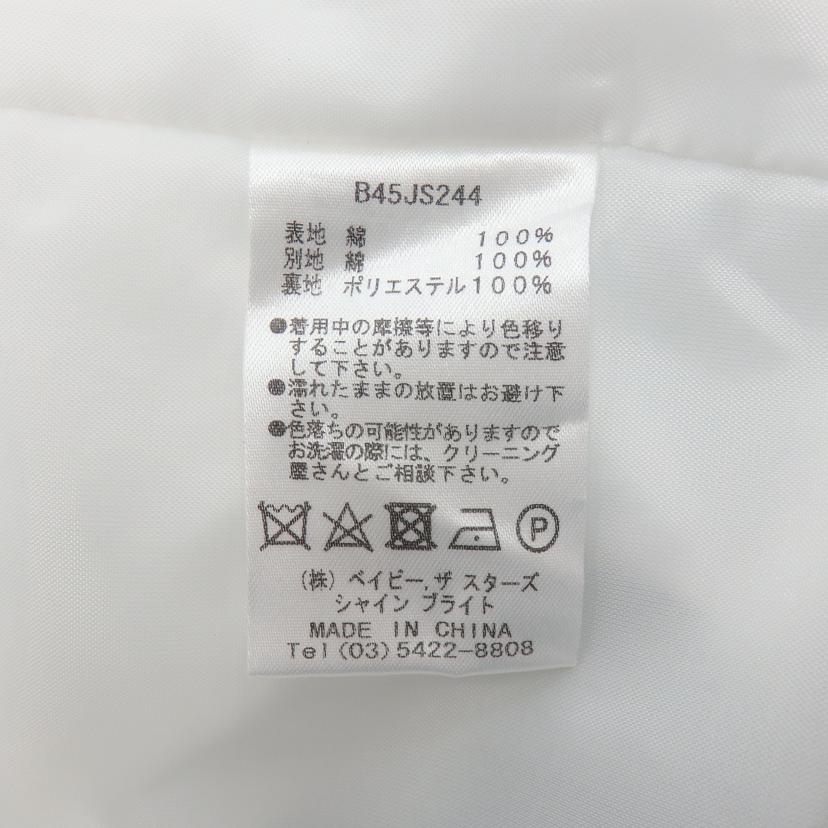 B45JS244
表地 綿 100%
別地 綿 100%
裏地 ポリエステル100%
●着用中の摩擦等により色移り
することがありますので注意
して下さい。
●濡れたままの放置はお避け下
さい。
●色落ちの可能性がありますので
お洗濯の際には、クリーニング
屋さんとご相談下さい。
P
(株) ベイビー,ザ スターズ
シャイン ブライト
MADE IN CHINA
Tel (03) 5422-8808